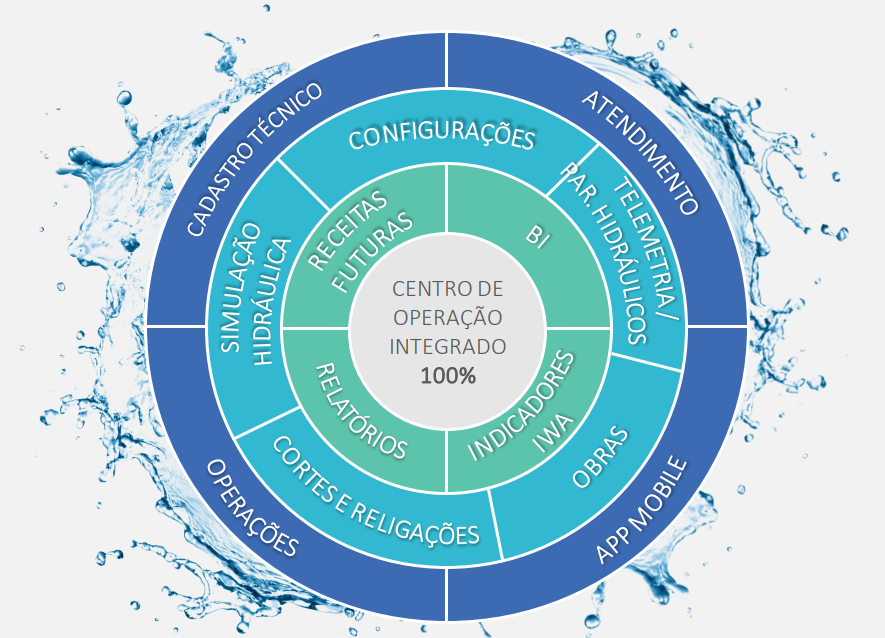 CADASTRO TÉCNICO
ATENDIMENTO
CONFIGURAÇÕES
TELEMETRIA/
PAR. HIDRÁULICOS
SIMULAÇÃO
HIDRÁULICA
RECEITAS
FUTURAS
BI
CENTRO DE
OPERAÇÃO
INTEGRADO
100%
RELATÓRIOS
INDICADORES
IWA
OBRAS
CORTES E RELIGAÇÕES
OPERAÇÕES
APP MOBILE